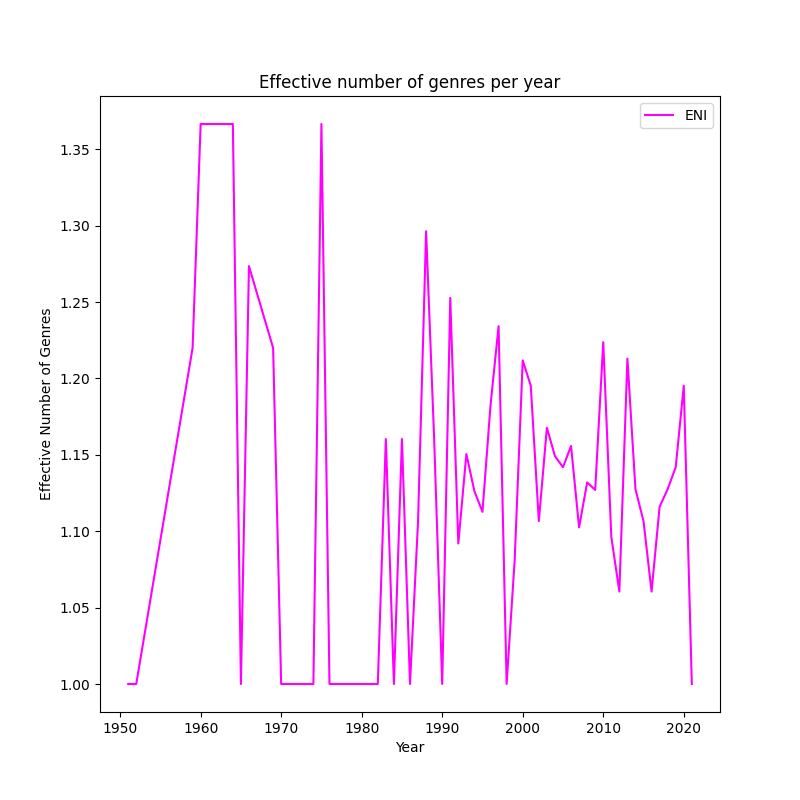 Effective number of genres per year
ENI
1.35
1.30
1.25
1.20
1.15
1.10
1.05
1.00
Effective Number of Genres
1950 1960 1970 1980 1990 2000 2010 2020
Year